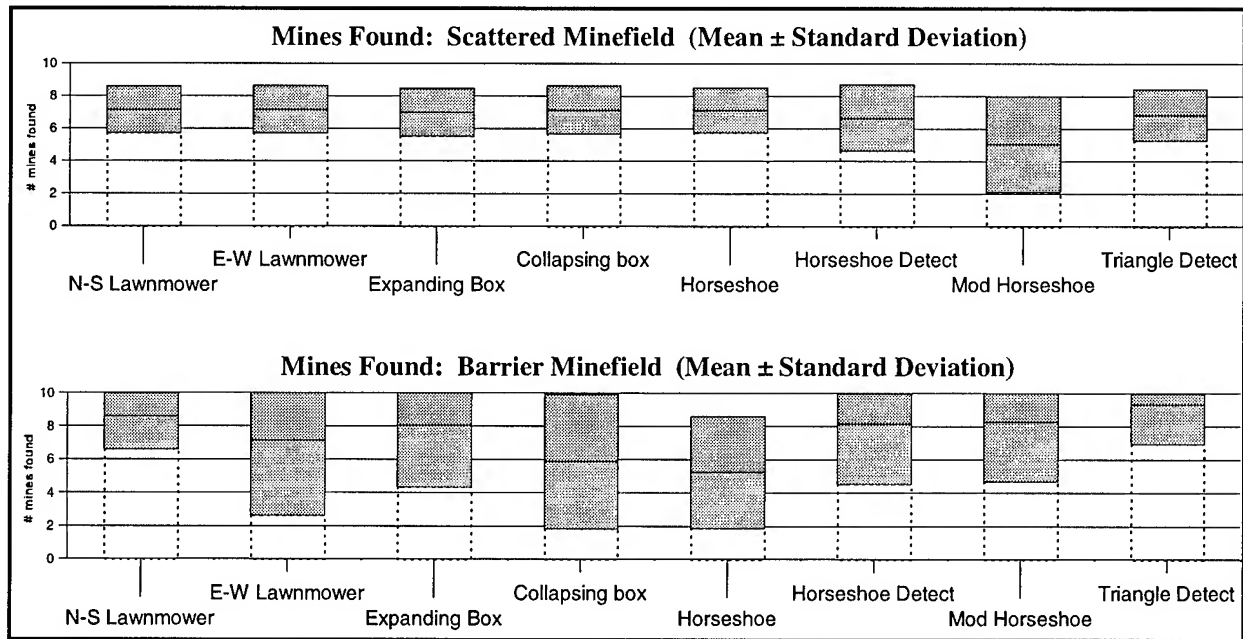 Mines Found: Scattered Minefield (Mean ± Standard Deviation)
10
8
6
4
2
0
# mines found
E-W Lawnmower Collapsing box Horseshoe Detect Triangle Detect
N-S Lawnmower Expanding Box Horseshoe Mod Horseshoe
Mines Found: Barrier Minefield (Mean ± Standard Deviation)
10
8
6
4
2
0
# mines found
E-W Lawnmower Collapsing box Horseshoe Detect Triangle Detect
N-S Lawnmower Expanding Box Horseshoe Mod Horseshoe